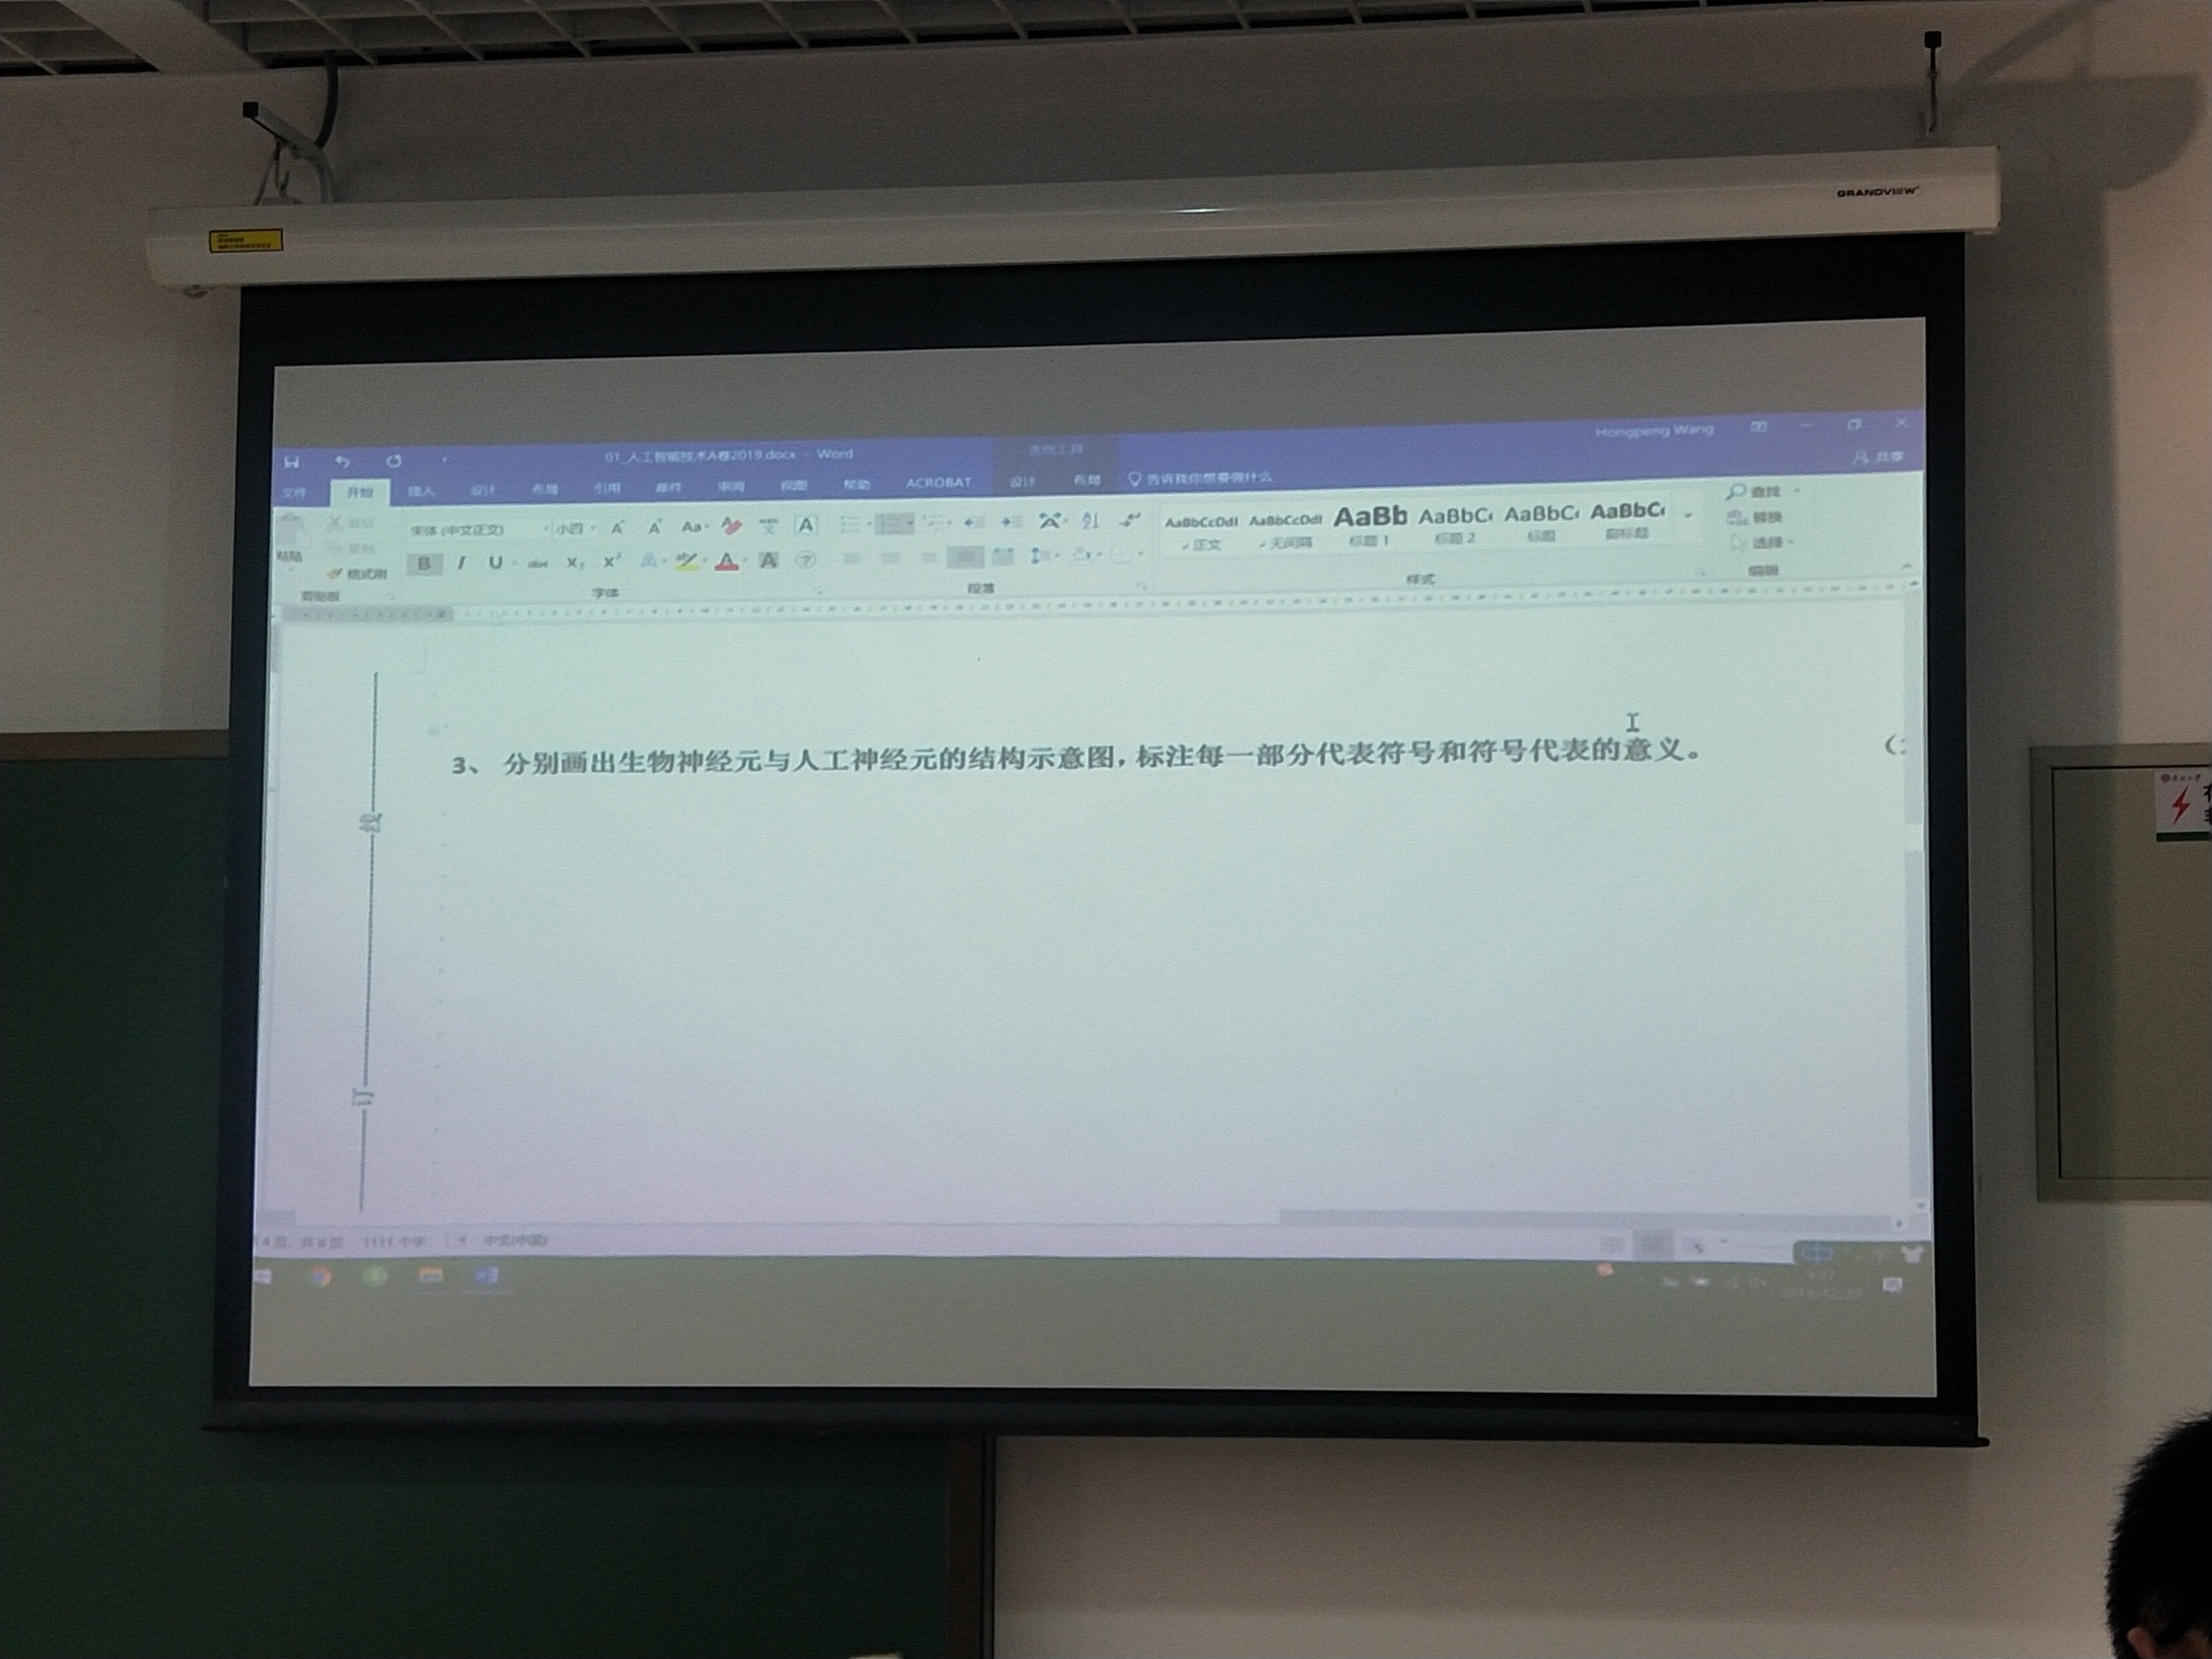 GRANDVIEW
Hongpeng Wang
01_人工智能技术A卷2019.docx - Word
表格工具
共享
文件 开始 插入 设计 布局 引用 邮件 审阅 视图 帮助 ACROBAT 设计 布局 告诉我你想要做什么
粘贴 剪切 复制 格式刷
宋体 (中文正文) 小四
B I U abc X₂ X²
AaBbCcDdI AaBbCcDdI AaBb AaBbC AaBbC AaBbC
正文 无间隔 标题 1 标题 2 标题 副标题
查找
替换
选择
剪贴板 字体 段落 样式 编辑
3、 分别画出生物神经元与人工神经元的结构示意图，标注每一部分代表符号和符号代表的意义。
线
订
共6页 1111 个字 中文(中国)